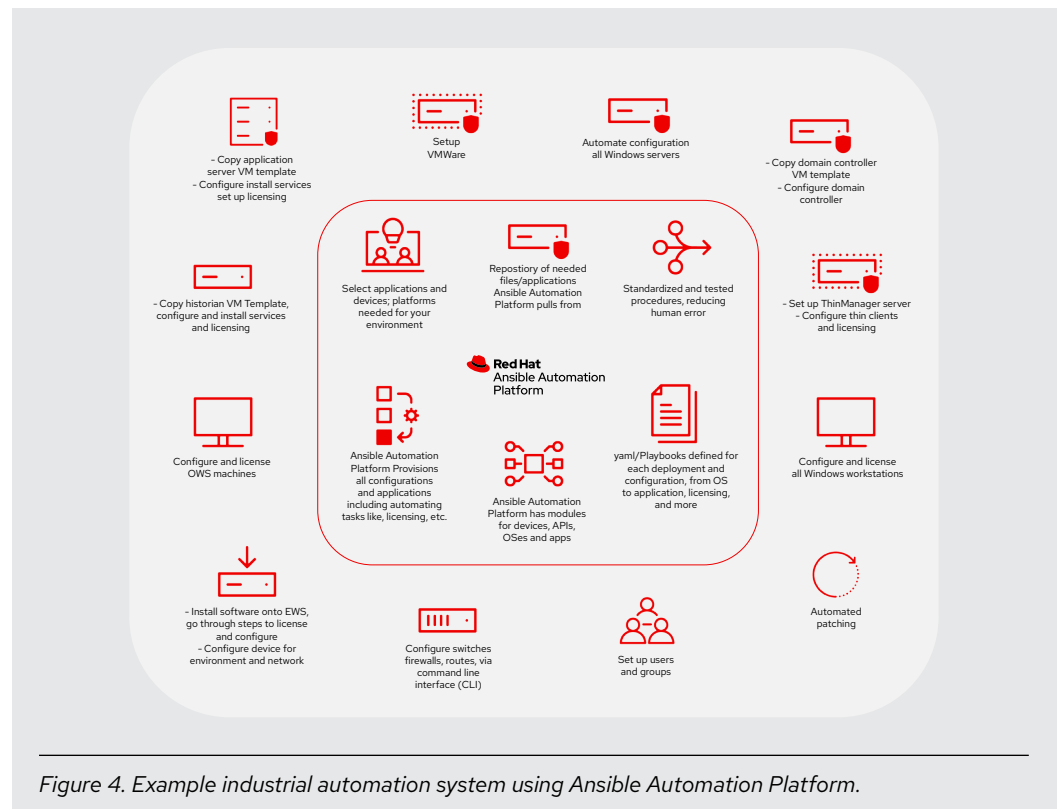 - Copy application
server VM template
- Configure install services
set up licensing
Setup
VMWare
Automate configuration
all Windows servers
- Copy domain controller
VM template
- Configure domain
controller
- Copy historian VM Template,
configure and install services
and licensing
Select applications and
devices; platforms
needed for your
environment
Repostiory of needed
files/applications
Ansible Automation
Platform pulls from
Standardized and tested
procedures, reducing
human error
- Set up ThinManager server
- Configure thin clients
and licensing
Red Hat
Ansible Automation
Platform
Configure and license
OWS machines
Ansible Automation
Platform Provisions
all configurations
and applications
including automating
tasks like, licensing, etc.
Ansible Automation
Platform has modules
for devices, APIs,
OSes and apps
yaml/Playbooks defined for
each deployment and
configuration, from OS
to application, licensing,
and more
Configure and license
all Windows workstations
- Install software onto EWS,
go through steps to license
and configure
- Configure device for
environment and network
Configure switches
firewalls, routes, via
command line
interface (CLI)
Set up users
and groups
Automated
patching
Figure 4. Example industrial automation system using Ansible Automation Platform.